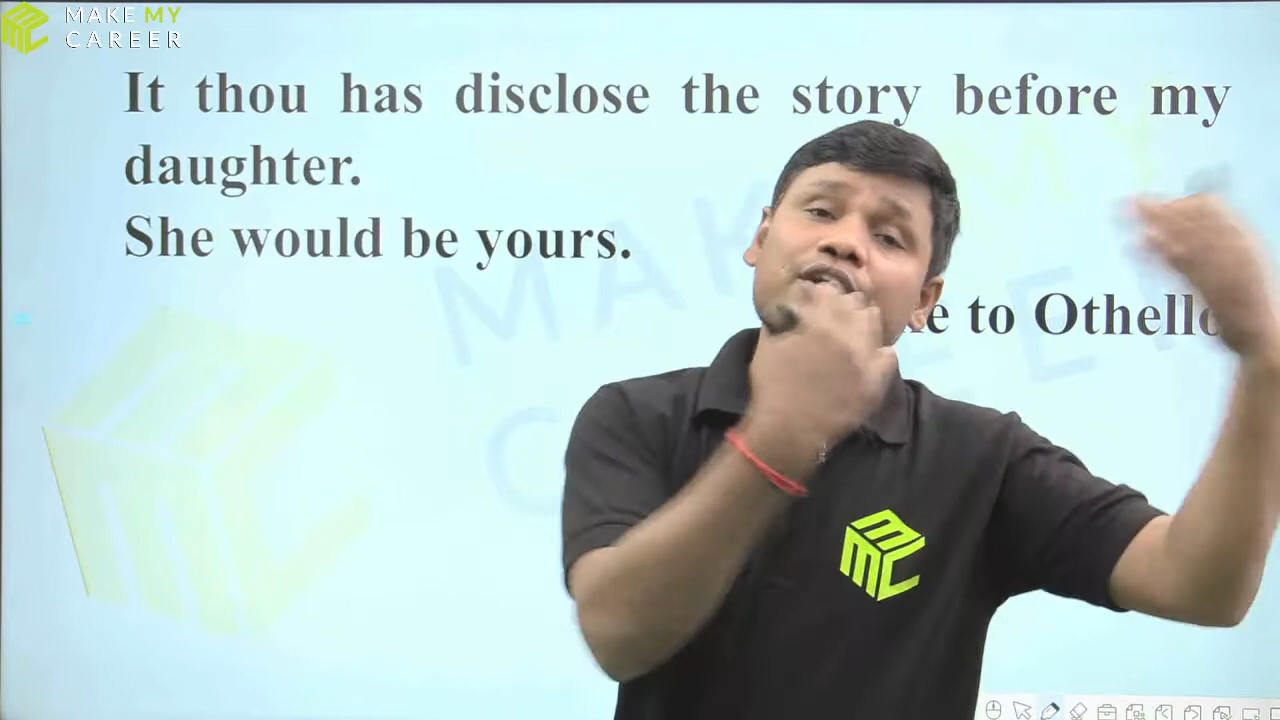 MAKE MY
CAREER
It thou has disclose the story before my
daughter.
She would be yours.
to Othello